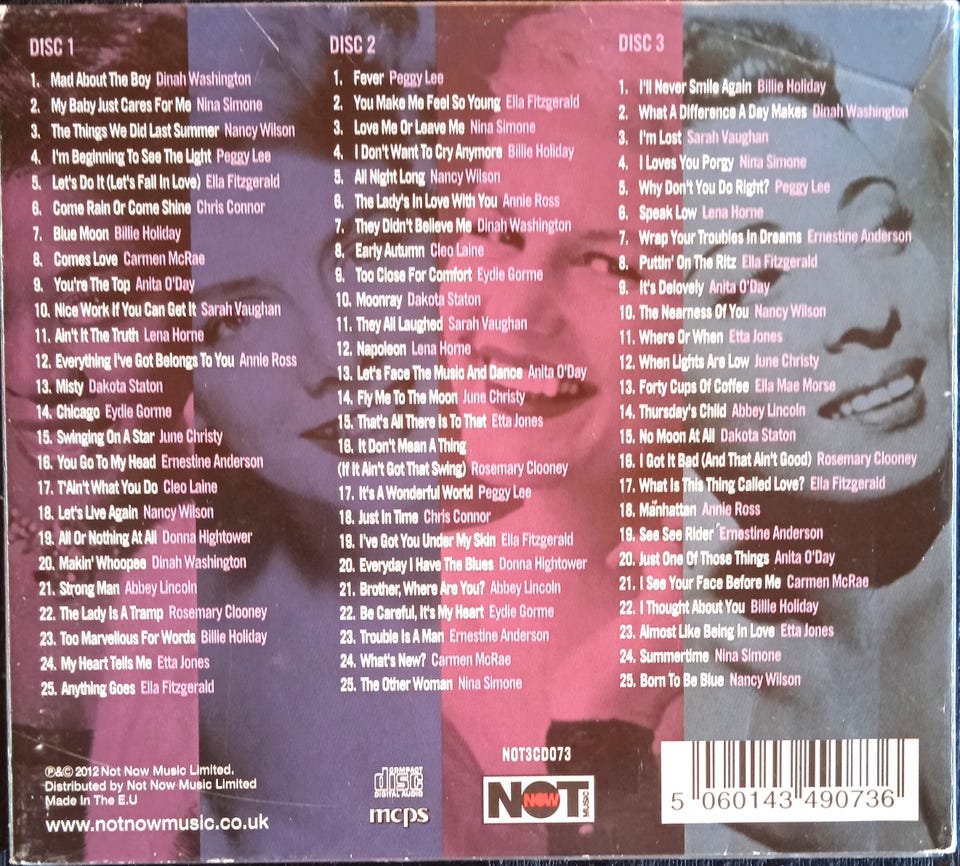 DISC 1
1. Mad About The Boy Dinah Washington
2. My Baby Just Cares For Me Nina Simone
3. The Things We Did Last Summer Nancy Wilson
4. I'm Beginning To See The Light Peggy Lee
5. Let's Do It (Let's Fall In Love) Ella Fitzgerald
6. Come Rain Or Come Shine Chris Connor
7. Blue Moon Billie Holiday
8. Comes Love Carmen McRae
9. You're The Top Anita O'Day
10. Nice Work If You Can Get It Sarah Vaughan
11. Ain't It The Truth Lena Horne
12. Everything I've Got Belongs To You Annie Ross
13. Misty Dakota Staton
14. Chicago Eydie Gorme
15. Swinging On A Star June Christy
16. You Go To My Head Ernestine Anderson
17. T'Ain't What You Do Cleo Laine
18. Let's Live Again Nancy Wilson
19. All Or Nothing At All Donna Hightower
20. Makin' Whoopee Dinah Washington
21. Strong Man Abbey Lincoln
22. The Lady Is A Tramp Rosemary Clooney
23. Too Marvellous For Words Billie Holiday
24. My Heart Tells Me Etta Jones
25. Anything Goes Ella Fitzgerald
DISC 2
1. Fever Peggy Lee
2. You Make Me Feel So Young Ella Fitzgerald
3. Love Me Or Leave Me Nina Simone
4. I Don't Want To Cry Anymore Billie Holiday
5. All Night Long Nancy Wilson
6. The Lady's In Love With You Annie Ross
7. They Didn't Believe Me Dinah Washington
8. Early Autumn Cleo Laine
9. Too Close For Comfort Eydie Gorme
10. Moonray Dakota Staton
11. They All Laughed Sarah Vaughan
12. Napoleon Lena Horne
13. Let's Face The Music And Dance Anita O'Day
14. Fly Me To The Moon June Christy
15. That's All There Is To That Etta Jones
16. It Don't Mean A Thing
(If It Ain't Got That Swing) Rosemary Clooney
17. It's A Wonderful World Peggy Lee
18. Just In Time Chris Connor
19. I've Got You Under My Skin Ella Fitzgerald
20. Everyday I Have The Blues Donna Hightower
21. Brother, Where Are You? Abbey Lincoln
22. Be Careful, It's My Heart Eydie Gorme
23. Trouble Is A Man Ernestine Anderson
24. What's New? Carmen McRae
25. The Other Woman Nina Simone
DISC 3
1. I'll Never Smile Again Billie Holiday
2. What A Difference A Day Makes Dinah Washington
3. I'm Lost Sarah Vaughan
4. I Loves You Porgy Nina Simone
5. Why Don't You Do Right? Peggy Lee
6. Speak Low Lena Horne
7. Wrap Your Troubles In Dreams Ernestine Anderson
8. Puttin' On The Ritz Ella Fitzgerald
9. It's Delovely Anita O'Day
10. The Nearness Of You Nancy Wilson
11. Where Or When Etta Jones
12. When Lights Are Low June Christy
13. Forty Cups Of Coffee Ella Mae Morse
14. Thursday's Child Abbey Lincoln
15. No Moon At All Dakota Staton
16. I Got It Bad (And That Ain't Good) Rosemary Clooney
17. What Is This Thing Called Love? Ella Fitzgerald
18. Manhattan Annie Ross
19. See See Rider Ernestine Anderson
20. Just One Of Those Things Anita O'Day
21. I See Your Face Before Me Carmen McRae
22. I Thought About You Billie Holiday
23. Almost Like Being In Love Etta Jones
24. Summertime Nina Simone
25. Born To Be Blue Nancy Wilson
℗&© 2012 Not Now Music Limited.
Distributed by Not Now Music Limited
Made In The E.U
www.notnowmusic.co.uk
COMPACT
disc
DIGITAL AUDIO
mcps
NOT3CD073
NOT NOW MUSIC
5 060143 490736